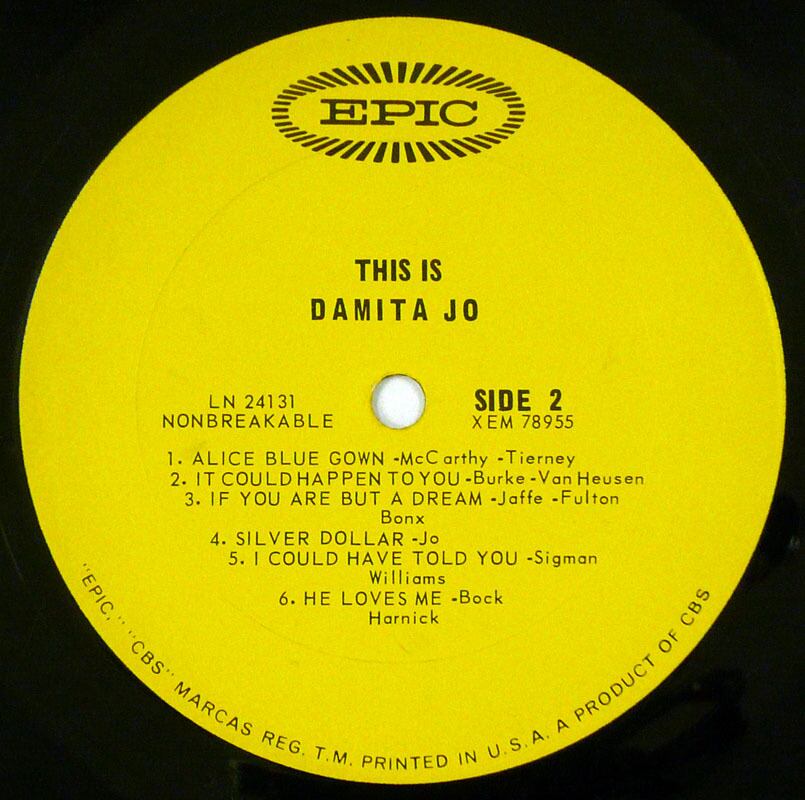 EPIC
THIS IS
DAMITA JO
LN 24131
NONBREAKABLE
SIDE 2
XEM 78955
1. ALICE BLUE GOWN -McCarthy -Tierney
2. IT COULD HAPPEN TO YOU -Burke -Van Heusen
3. IF YOU ARE BUT A DREAM -Jaffe -Fulton
Bonx
4. SILVER DOLLAR -Jo
5. I COULD HAVE TOLD YOU -Sigman
Williams
6. HE LOVES ME -Bock
Harnick
"EPIC," "CBS" MARCAS REG. T.M. PRINTED IN U.S.A. A PRODUCT OF CBS